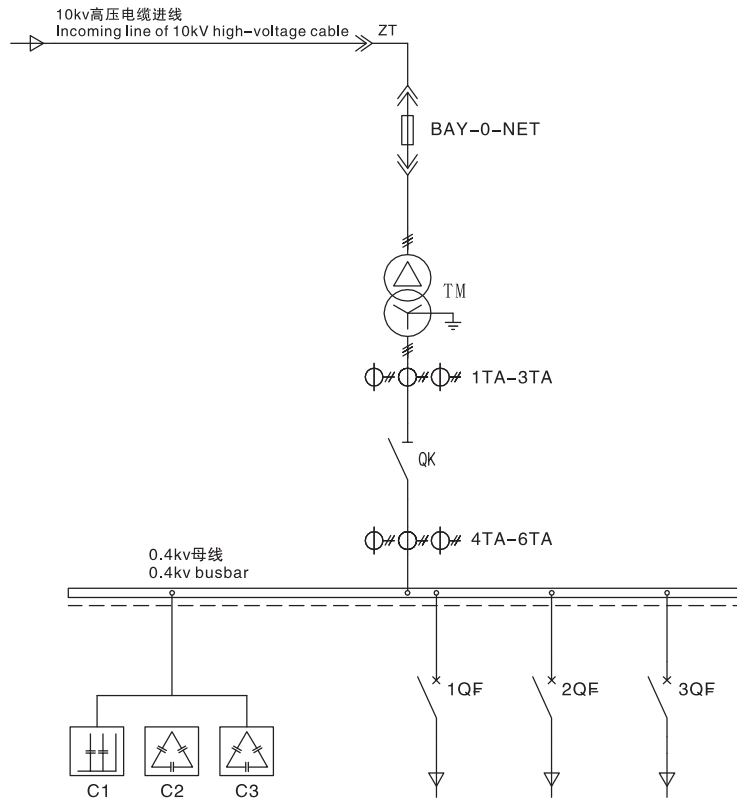 10kv高压电缆进线
Incoming line of 10kV high-voltage cable
ZT
BAY-0-NET
TM
1TA-3TA
QK
4TA-6TA
0.4kv母线
0.4kv busbar
1QF
2QF
3QF
C1
C2
C3